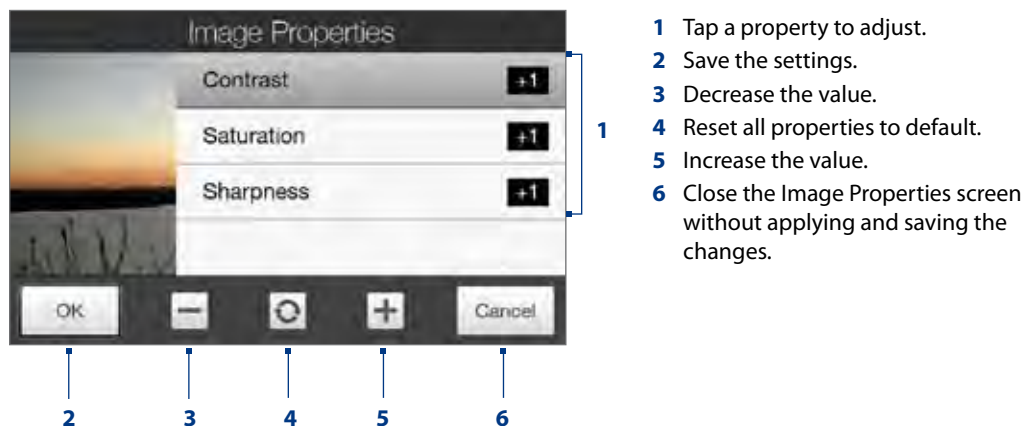 Image Properties
Contrast +1
Saturation +1
Sharpness +1
OK
Cancel
1
2
3
4
5
6
1 Tap a property to adjust.
2 Save the settings.
3 Decrease the value.
4 Reset all properties to default.
5 Increase the value.
6 Close the Image Properties screen
without applying and saving the
changes.